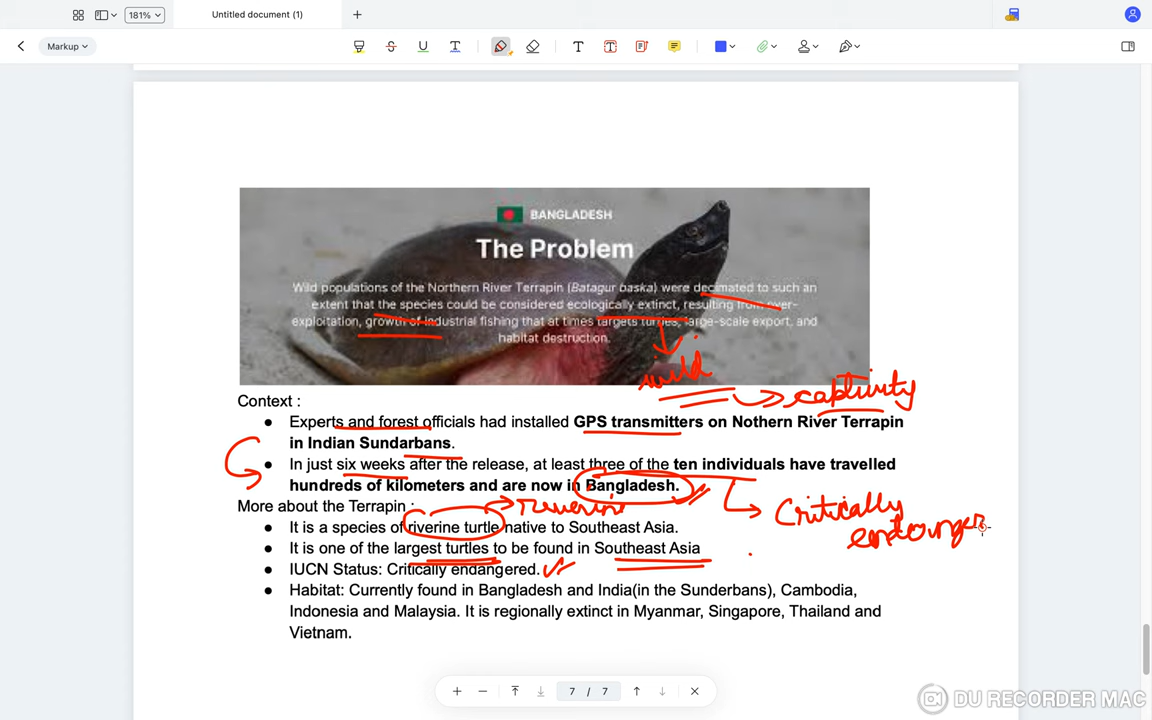 181%
Untitled document (1)
Markup
BANGLADESH
The Problem
Wild populations of the Northern River Terrapin (Batagur baska) were decimated to such an
extent that the species could be considered ecologically extinct, resulting from over-
exploitation, growth of industrial fishing that at times targets turtles, large-scale export, and
habitat destruction.
wild
captivity
Context :
Experts and forest officials had installed GPS transmitters on Nothern River Terrapin
in Indian Sundarbans.
In just six weeks after the release, at least three of the ten individuals have travelled
hundreds of kilometers and are now in Bangladesh.
More about the Terrapin :
Critically
It is a species of riverine turtle native to Southeast Asia.
It is one of the largest turtles to be found in Southeast Asia
IUCN Status: Critically endangered.
Habitat: Currently found in Bangladesh and India(in the Sunderbans), Cambodia,
Indonesia and Malaysia. It is regionally extinct in Myanmar, Singapore, Thailand and
Vietnam.
7 / 7
DU RECORDER MAC